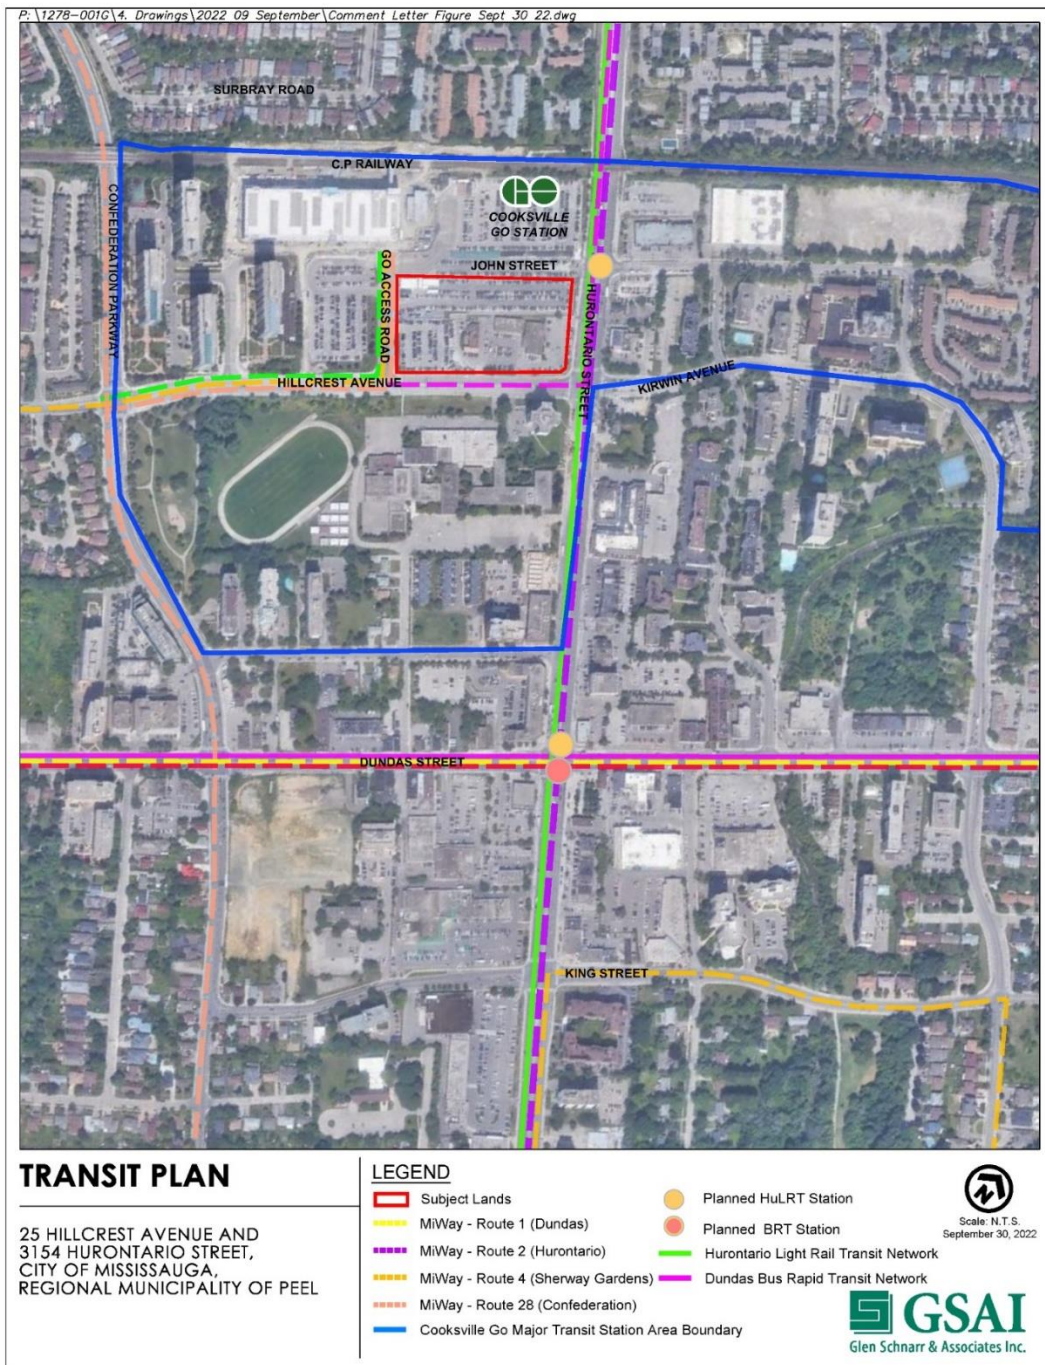 P: \1278-001G\4. Drawings\2022 09 September\Comment Letter Figure Sept 30 22.dwg
SURBRAY ROAD
C.P RAILWAY
GO
COOKSVILLE
GO STATION
CONFEDERATION PARKWAY
JOHN STREET
GO ACCESS ROAD
HURONTARIO STREET
HILLCREST AVENUE
KIRWIN AVENUE
DUNDAS STREET
KING STREET
TRANSIT PLAN
25 HILLCREST AVENUE AND
3154 HURONTARIO STREET,
CITY OF MISSISSAUGA,
REGIONAL MUNICIPALITY OF PEEL
LEGEND
Subject Lands
MiWay - Route 1 (Dundas)
MiWay - Route 2 (Hurontario)
MiWay - Route 4 (Sherway Gardens)
MiWay - Route 28 (Confederation)
Cooksville Go Major Transit Station Area Boundary
Planned HuLRT Station
Planned BRT Station
Hurontario Light Rail Transit Network
Dundas Bus Rapid Transit Network
Scale: N.T.S.
September 30, 2022
GSAI
Glen Schnarr & Associates Inc.